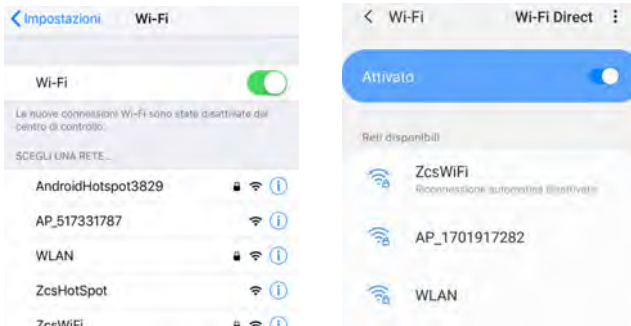 Impostazioni Wi-Fi
Wi-Fi
Le nuove connessioni Wi-Fi sono state disattivate dal
centro di controllo.
SCEGLI UNA RETE...
AndroidHotspot3829
AP_517331787
WLAN
ZcsHotSpot
ZcsWiFi
Wi-Fi Wi-Fi Direct
Attivato
Reti disponibili
ZcsWiFi
Riconnessione automatica disattivata
AP_1701917282
WLAN